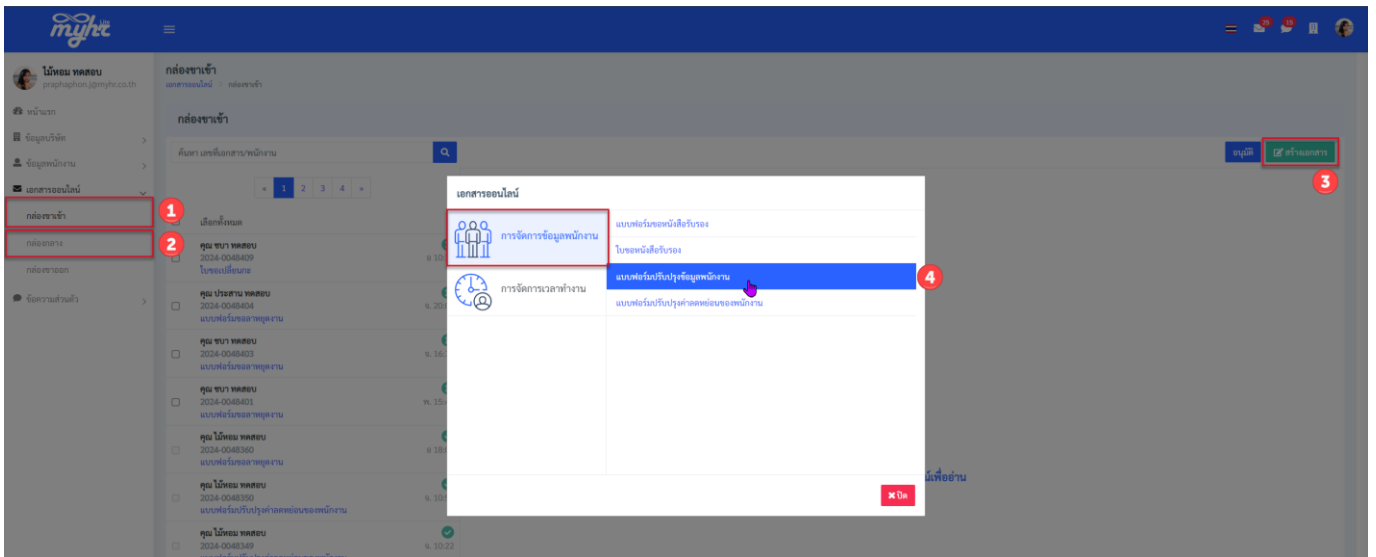 myhr Lite
29
15
ไม้หอม ทดสอบ
praphaphon.j@myhr.co.th
หน้าแรก
ข้อมูลบริษัท
ข้อมูลพนักงาน
เอกสารออนไลน์
กล่องขาเข้า
1
กล่องกลาง
2
กล่องขาออก
ข้อความส่วนตัว
กล่องขาเข้า
เอกสารออนไลน์ > กล่องขาเข้า
กล่องขาเข้า
ค้นหา เลขที่เอกสาร/พนักงาน
อนุมัติ
สร้างเอกสาร
3
« 1 2 3 4 »
เลือกทั้งหมด
คุณ ชบา ทดสอบ
2024-0048409
ใบขอเปลี่ยนกะ
คุณ ประสาน ทดสอบ
2024-0048404
แบบฟอร์มขอลาหยุดงาน
คุณ ชบา ทดสอบ
2024-0048403
แบบฟอร์มขอลาหยุดงาน
คุณ ชบา ทดสอบ
2024-0048401
แบบฟอร์มขอลาหยุดงาน
คุณ ไม้หอม ทดสอบ
2024-0048360
แบบฟอร์มขอลาหยุดงาน
คุณ ไม้หอม ทดสอบ
2024-0048350
แบบฟอร์มปรับปรุงค่าลดหย่อนของพนักงาน
คุณ ไม้หอม ทดสอบ
2024-0048349
เอกสารออนไลน์
การจัดการข้อมูลพนักงาน
การจัดการเวลาทำงาน
แบบฟอร์มขอหนังสือรับรอง
ใบขอหนังสือรับรอง
แบบฟอร์มปรับปรุงข้อมูลพนักงาน
4
แบบฟอร์มปรับปรุงค่าลดหย่อนของพนักงาน
ปิด